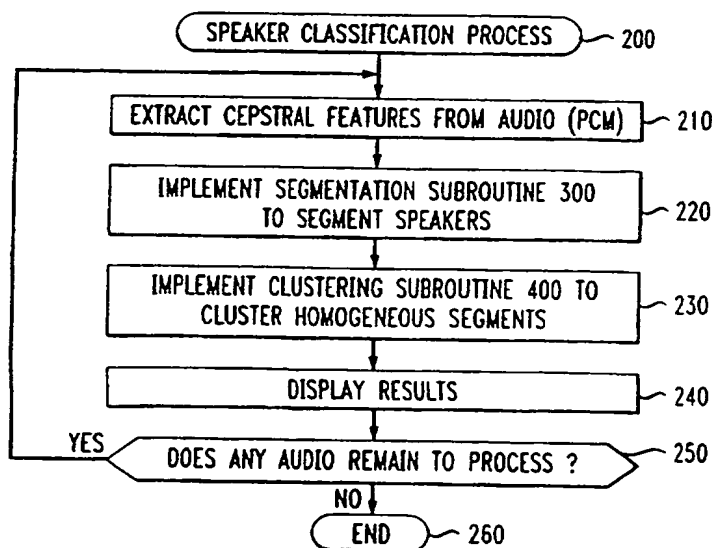 SPEAKER CLASSIFICATION PROCESS
200
EXTRACT CEPSTRAL FEATURES FROM AUDIO (PCM)
210
IMPLEMENT SEGMENTATION SUBROUTINE 300
TO SEGMENT SPEAKERS
220
IMPLEMENT CLUSTERING SUBROUTINE 400 TO
CLUSTER HOMOGENEOUS SEGMENTS
230
DISPLAY RESULTS
240
YES
DOES ANY AUDIO REMAIN TO PROCESS ?
250
NO
END
260